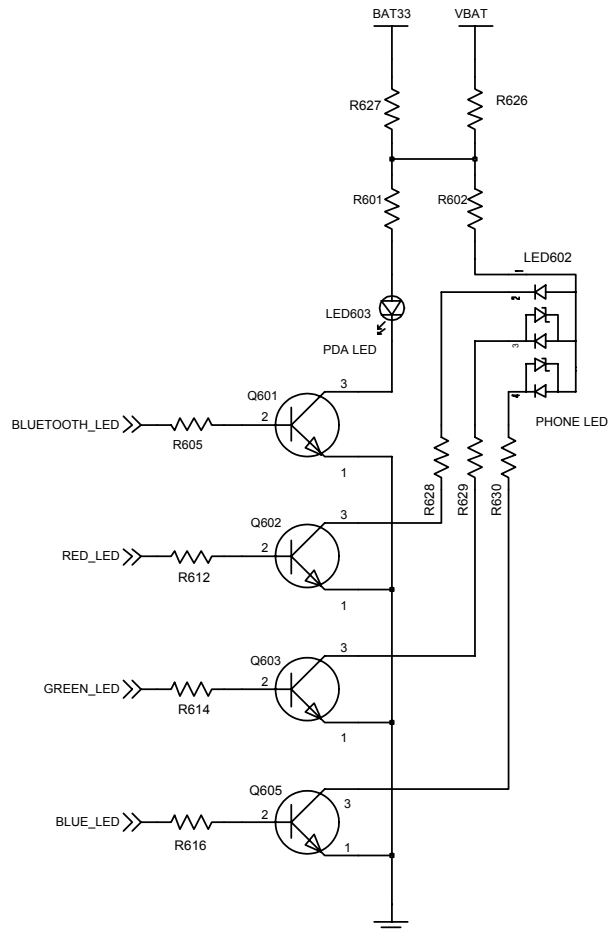 BAT33 VBAT
R627 R626
R601 R602
LED602
1
2
LED603
3
PDA LED
4
PHONE LED
Q601 3
BLUETOOTH_LED 2
R605
1
R628 R629 R630
Q602 3
RED_LED 2
R612
1
Q603 3
GREEN_LED 2
R614
1
Q605
3
BLUE_LED 2
R616 1